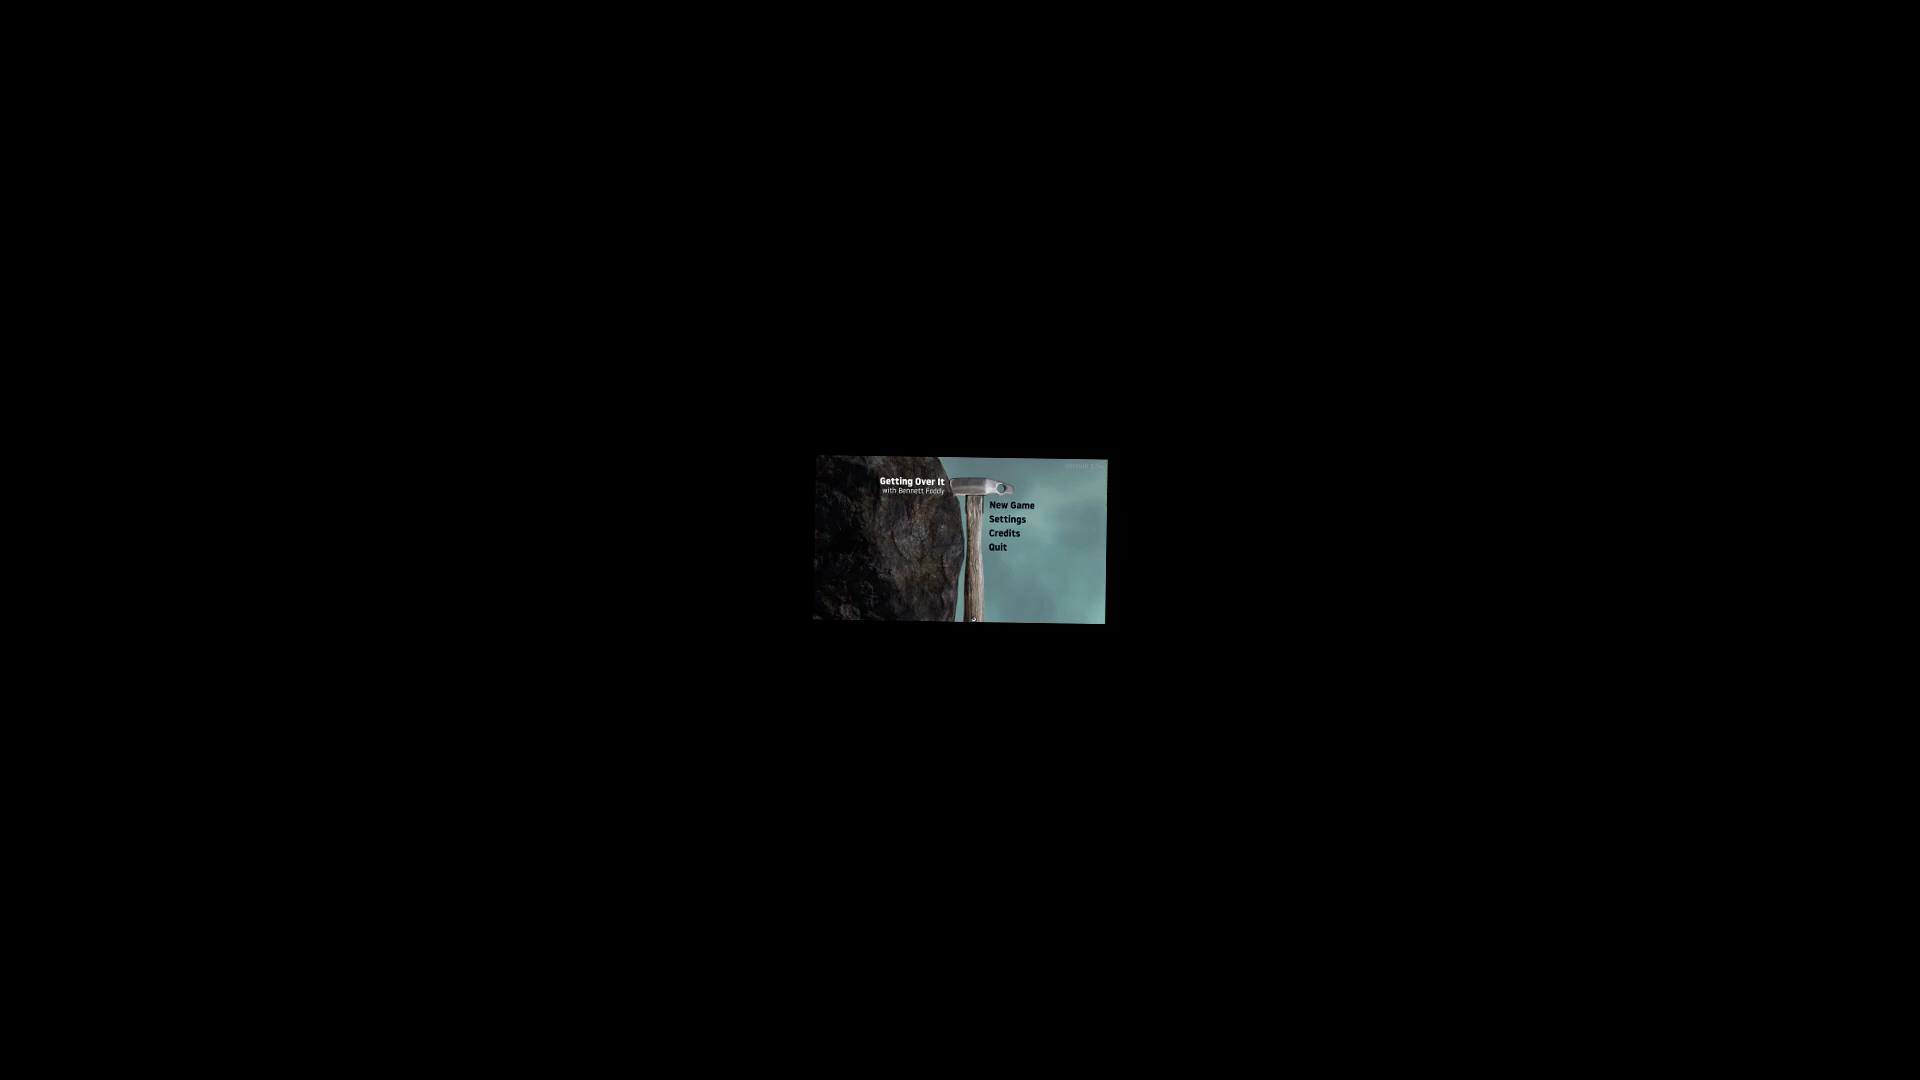 Getting Over It
with Bennett Foddy
New Game
Settings
Credits
Quit